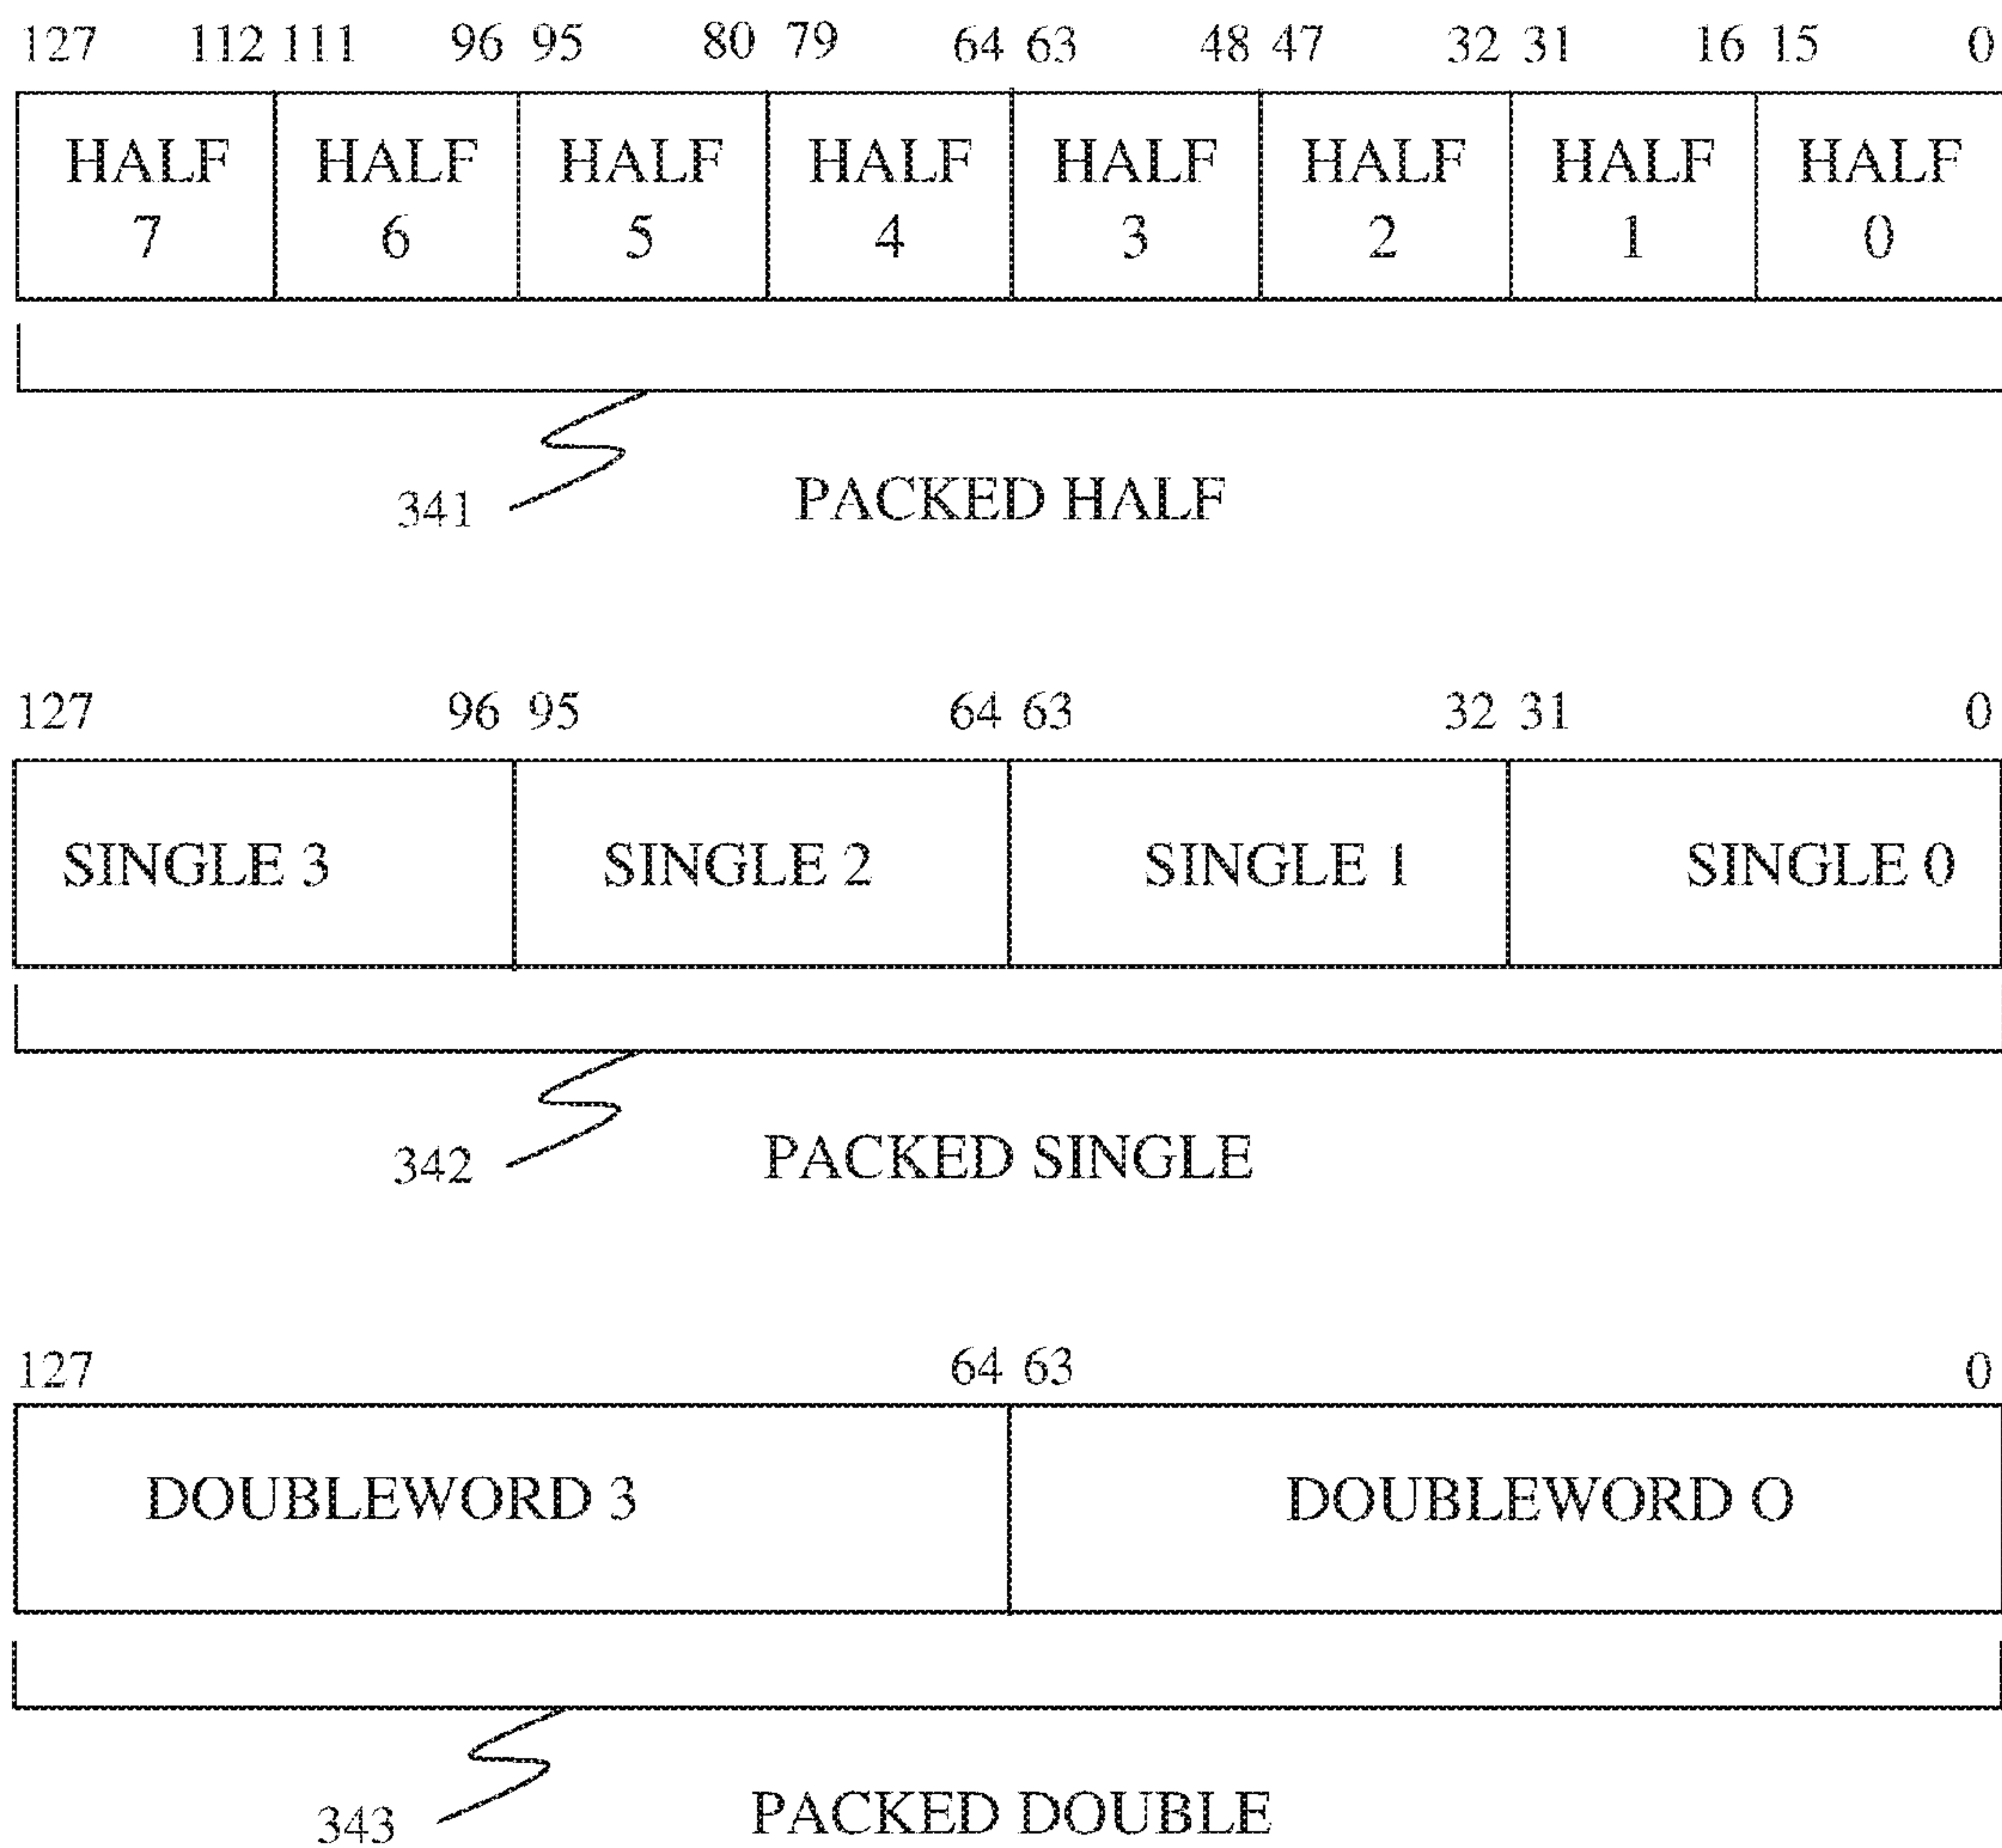 127 112 111 96 95 80 79 64 63 48 47 32 31 16 15 0
HALF 7 HALF 6 HALF 5 HALF 4 HALF 3 HALF 2 HALF 1 HALF 0
341 PACKED HALF
127 96 95 64 63 32 31 0
SINGLE 3 SINGLE 2 SINGLE 1 SINGLE 0
342 PACKED SINGLE
127 64 63 0
DOUBLEWORD 3 DOUBLEWORD O
343 PACKED DOUBLE